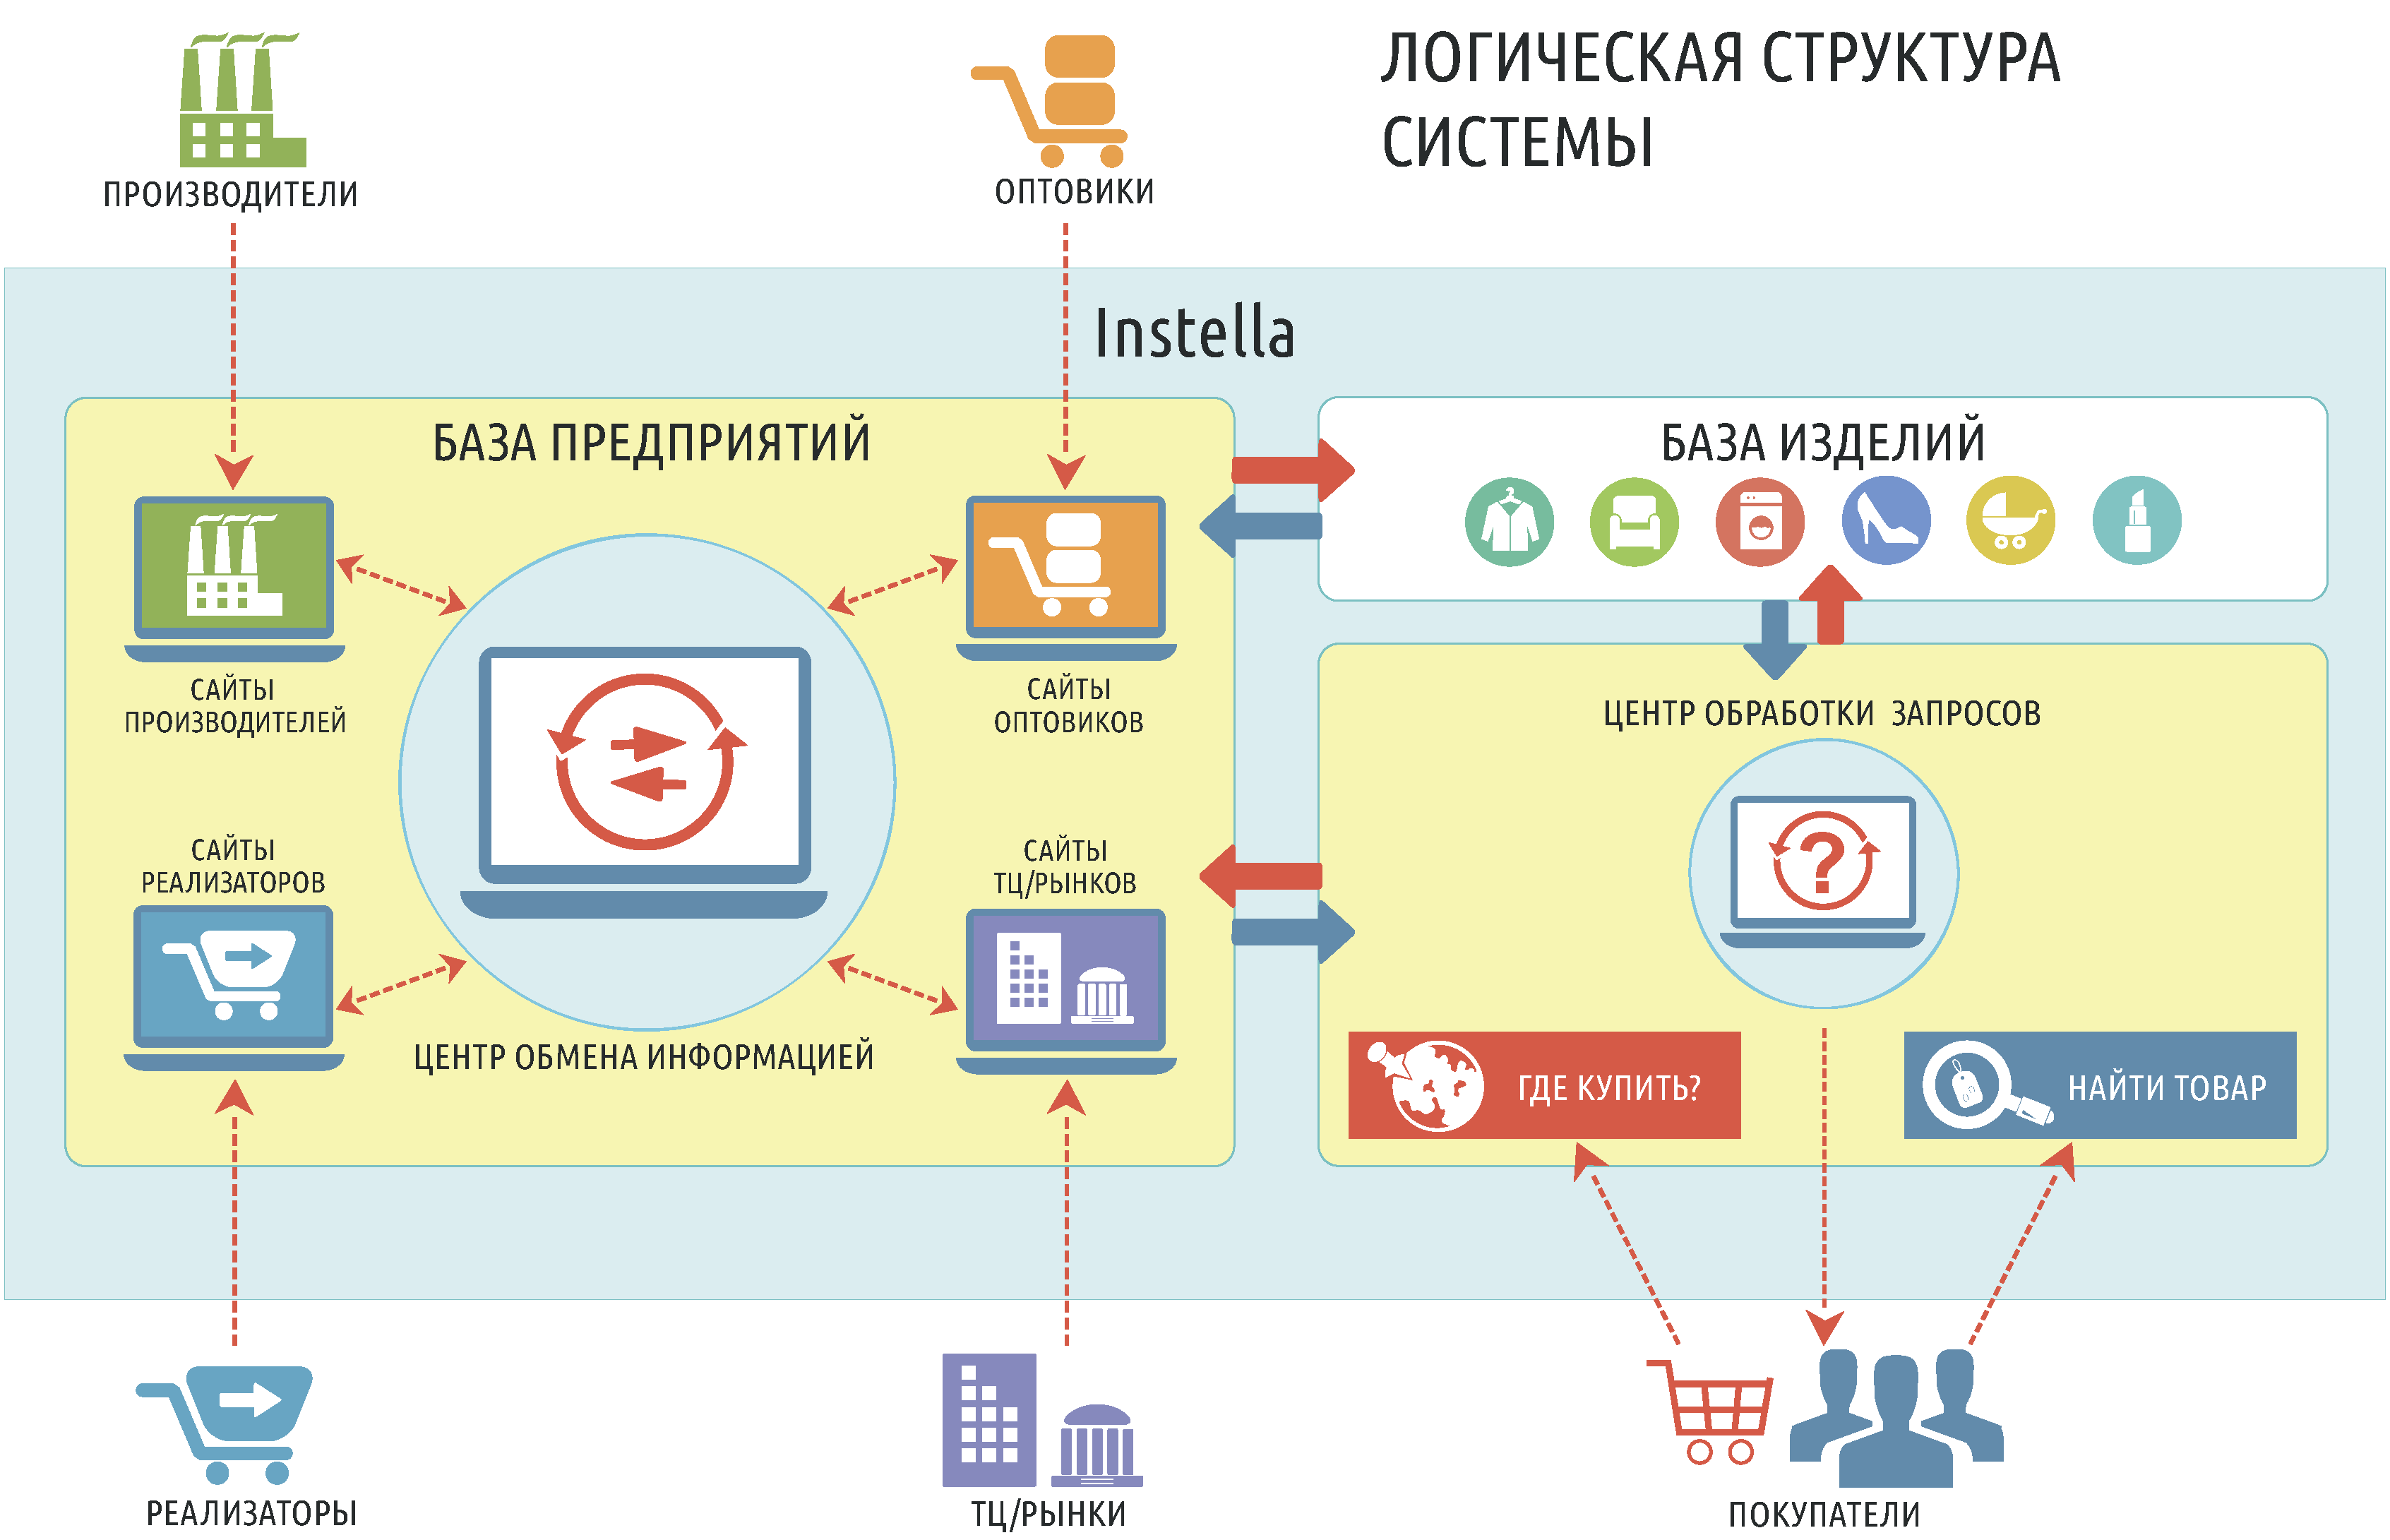 ЛОГИЧЕСКАЯ СТРУКТУРА
СИСТЕМЫ
ПРОИЗВОДИТЕЛИ
ОПТОВИКИ
Instella
БАЗА ПРЕДПРИЯТИЙ
САЙТЫ
ПРОИЗВОДИТЕЛЕЙ
САЙТЫ
ОПТОВИКОВ
САЙТЫ
РЕАЛИЗАТОРОВ
САЙТЫ
ТЦ/РЫНКОВ
ЦЕНТР ОБМЕНА ИНФОРМАЦИЕЙ
БАЗА ИЗДЕЛИЙ
ЦЕНТР ОБРАБОТКИ ЗАПРОСОВ
?
ГДЕ КУПИТЬ?
НАЙТИ ТОВАР
РЕАЛИЗАТОРЫ
ТЦ/РЫНКИ
ПОКУПАТЕЛИ